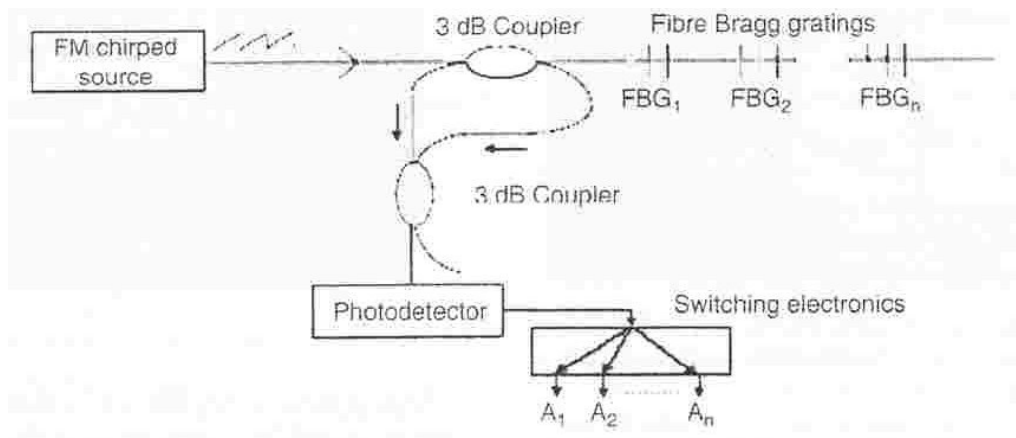 3 dB Coupler
Fibre Bragg gratings
FM chirped
source
FBG₁
FBG₂
FBGₙ
3 dB Coupler
Photodetector
Switching electronics
A₁ A₂ ........ Aₙ